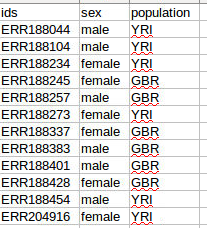 ids sex population
ERR188044 male YRI
ERR188104 male YRI
ERR188234 female YRI
ERR188245 female GBR
ERR188257 male GBR
ERR188273 female YRI
ERR188337 female GBR
ERR188383 male GBR
ERR188401 male GBR
ERR188428 female GBR
ERR188454 male YRI
ERR204916 female YRI